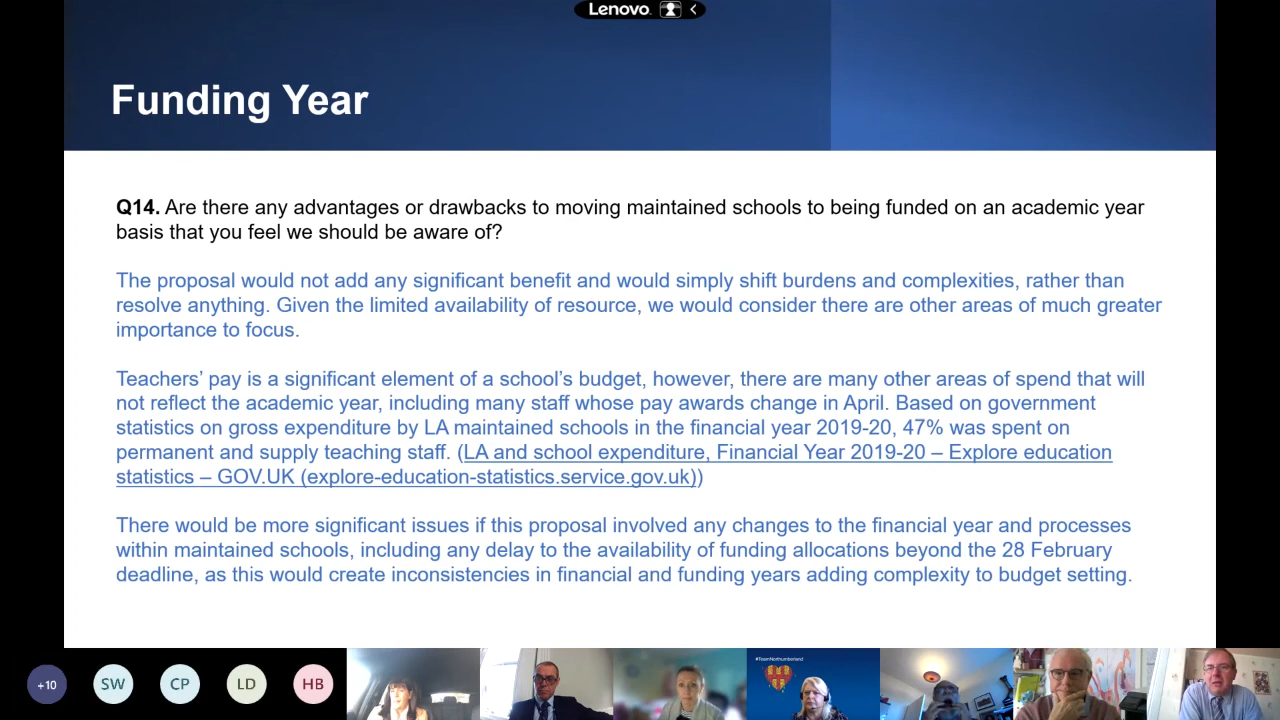 Lenovo
Funding Year
Q14. Are there any advantages or drawbacks to moving maintained schools to being funded on an academic year
basis that you feel we should be aware of?
The proposal would not add any significant benefit and would simply shift burdens and complexities, rather than
resolve anything. Given the limited availability of resource, we would consider there are other areas of much greater
importance to focus.
Teachers’ pay is a significant element of a school’s budget, however, there are many other areas of spend that will
not reflect the academic year, including many staff whose pay awards change in April. Based on government
statistics on gross expenditure by LA maintained schools in the financial year 2019-20, 47% was spent on
permanent and supply teaching staff. (LA and school expenditure, Financial Year 2019-20 – Explore education
statistics – GOV.UK (explore-education-statistics.service.gov.uk))
There would be more significant issues if this proposal involved any changes to the financial year and processes
within maintained schools, including any delay to the availability of funding allocations beyond the 28 February
deadline, as this would create inconsistencies in financial and funding years adding complexity to budget setting.
+10
SW
CP
LD
HB
#TeamNorthumberland